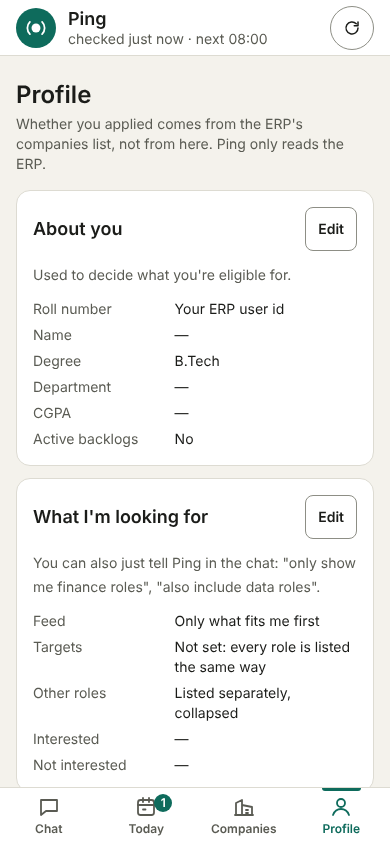 Ping
checked just now · next 08:00
Profile
Whether you applied comes from the ERP's
companies list, not from here. Ping only reads the
ERP.
About you
Edit
Used to decide what you're eligible for.
Roll number Your ERP user id
Name —
Degree B.Tech
Department —
CGPA —
Active backlogs No
What I'm looking for
Edit
You can also just tell Ping in the chat: "only show
me finance roles", "also include data roles".
Feed Only what fits me first
Targets Not set: every role is listed
the same way
Other roles Listed separately,
collapsed
Interested —
Not interested —
1
Chat Today Companies Profile